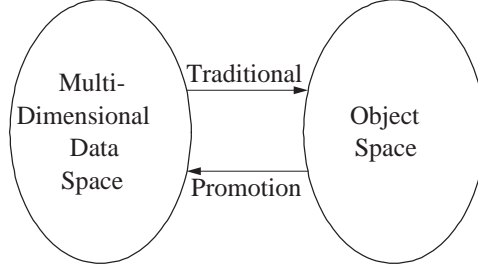 Multi-
Dimensional
Data
Space
Traditional
Promotion
Object
Space